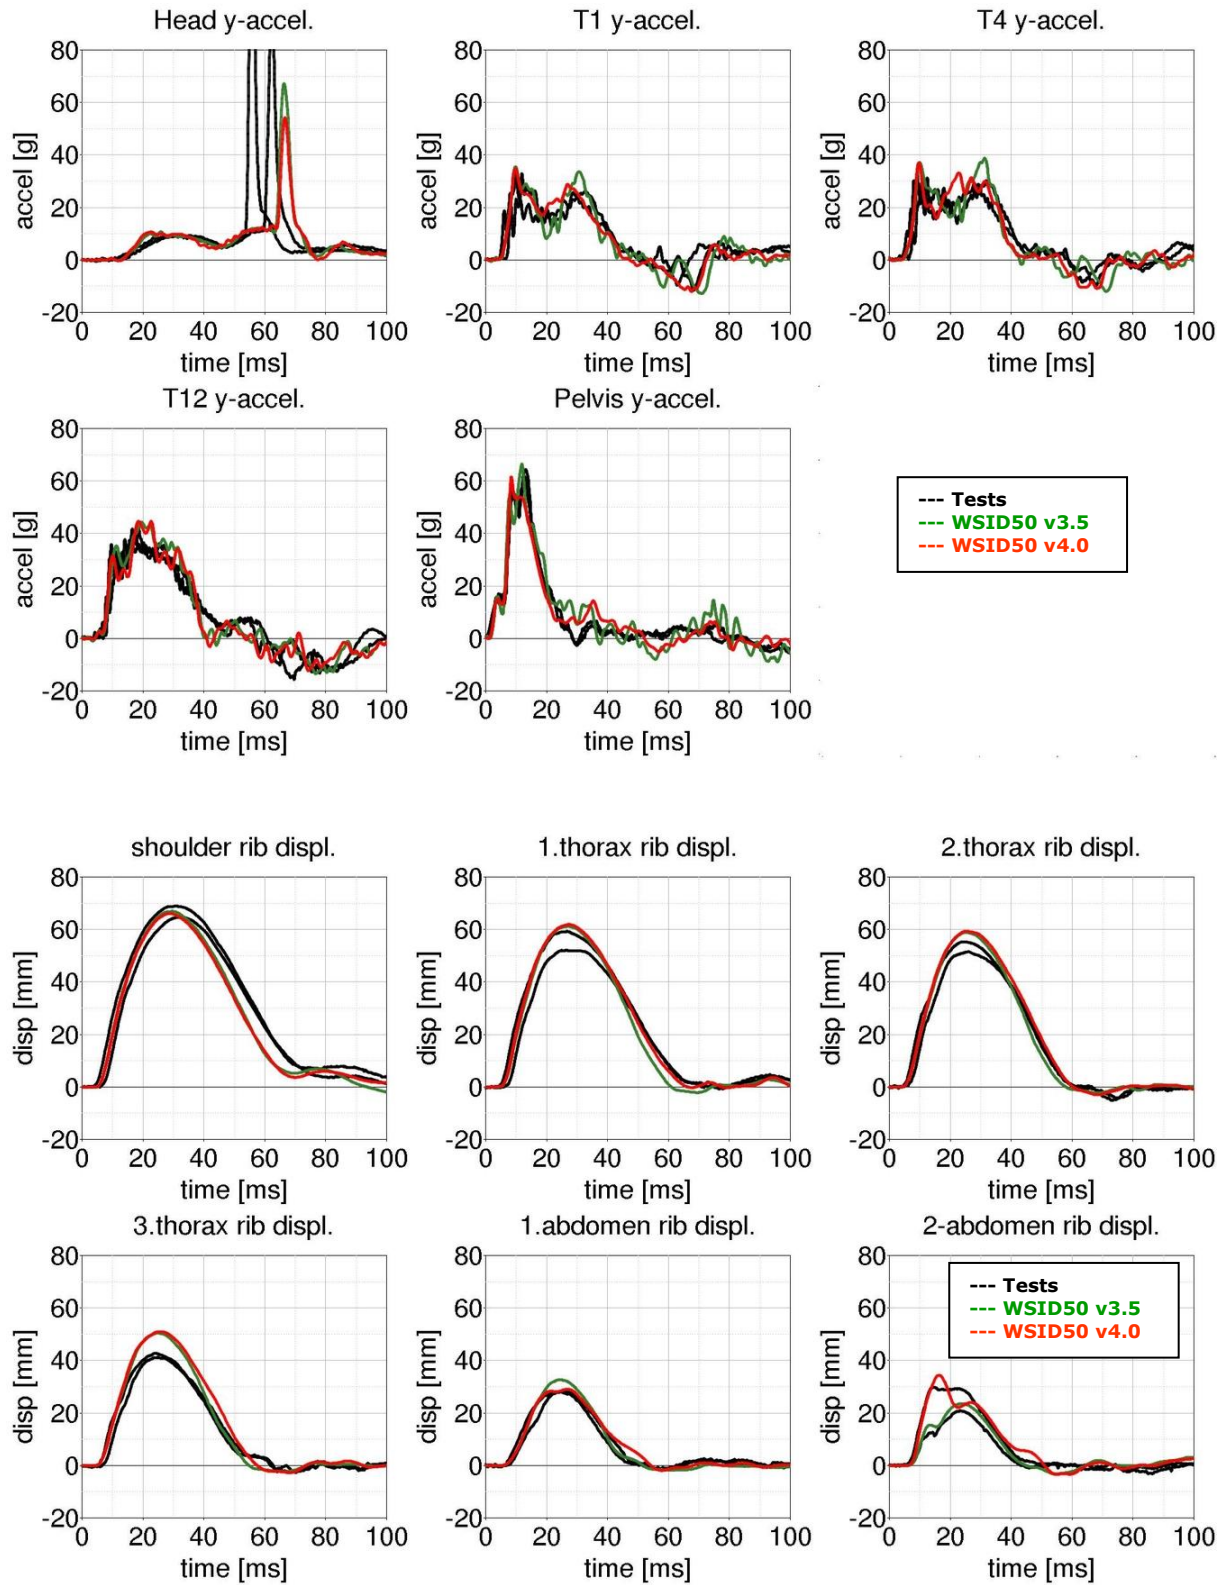 Head y-accel.
T1 y-accel.
T4 y-accel.
80
60
40
20
0
-20
accel [g]
0 20 40 60 80 100
time [ms]
80
60
40
20
0
-20
accel [g]
0 20 40 60 80 100
time [ms]
80
60
40
20
0
-20
accel [g]
0 20 40 60 80 100
time [ms]
T12 y-accel.
Pelvis y-accel.
80
60
40
20
0
-20
accel [g]
0 20 40 60 80 100
time [ms]
80
60
40
20
0
-20
accel [g]
0 20 40 60 80 100
time [ms]
--- Tests
--- WSID50 v3.5
--- WSID50 v4.0
shoulder rib displ.
1.thorax rib displ.
2.thorax rib displ.
80
60
40
20
0
-20
disp [mm]
0 20 40 60 80 100
time [ms]
80
60
40
20
0
-20
disp [mm]
0 20 40 60 80 100
time [ms]
80
60
40
20
0
-20
disp [mm]
0 20 40 60 80 100
time [ms]
3.thorax rib displ.
1.abdomen rib displ.
2-abdomen rib displ.
80
60
40
20
0
-20
disp [mm]
0 20 40 60 80 100
time [ms]
80
60
40
20
0
-20
disp [mm]
0 20 40 60 80 100
time [ms]
80
60
40
20
0
-20
disp [mm]
0 20 40 60 80 100
time [ms]
--- Tests
--- WSID50 v3.5
--- WSID50 v4.0